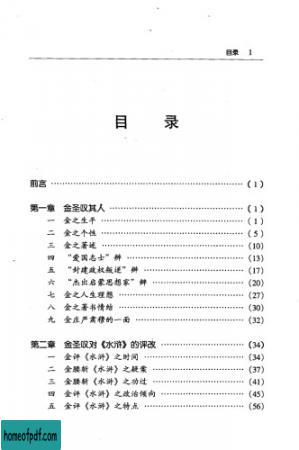 目录 1
目 录
前言 ……………………………………………… (1)
第一章 金圣叹其人 ……………………………… (1)
一 金之生平 ……………………………………… (1)
二 金之个性 ……………………………………… (5)
三 金之著述 ……………………………………… (10)
四 “爱国志士”辨 ……………………………… (13)
五 “封建政权叛逆”辨 ………………………… (17)
六 “杰出启蒙思想家”辨 ……………………… (20)
七 金之人生理想 ………………………………… (27)
八 金之著书情结 ………………………………… (30)
九 金庄严肃穆的一面 …………………………… (32)
第二章 金圣叹对《水浒》的评改 ……………… (34)
一 金评《水浒》之时间 ………………………… (34)
二 金腰斩《水浒》之疑案 ……………………… (37)
三 金腰斩《水浒》之功过 ……………………… (41)
四 金评《水浒》之政治倾向 …………………… (45)
五 金评《水浒》之特点 ………………………… (56)
homeofpdf.com
homeofpdf.com